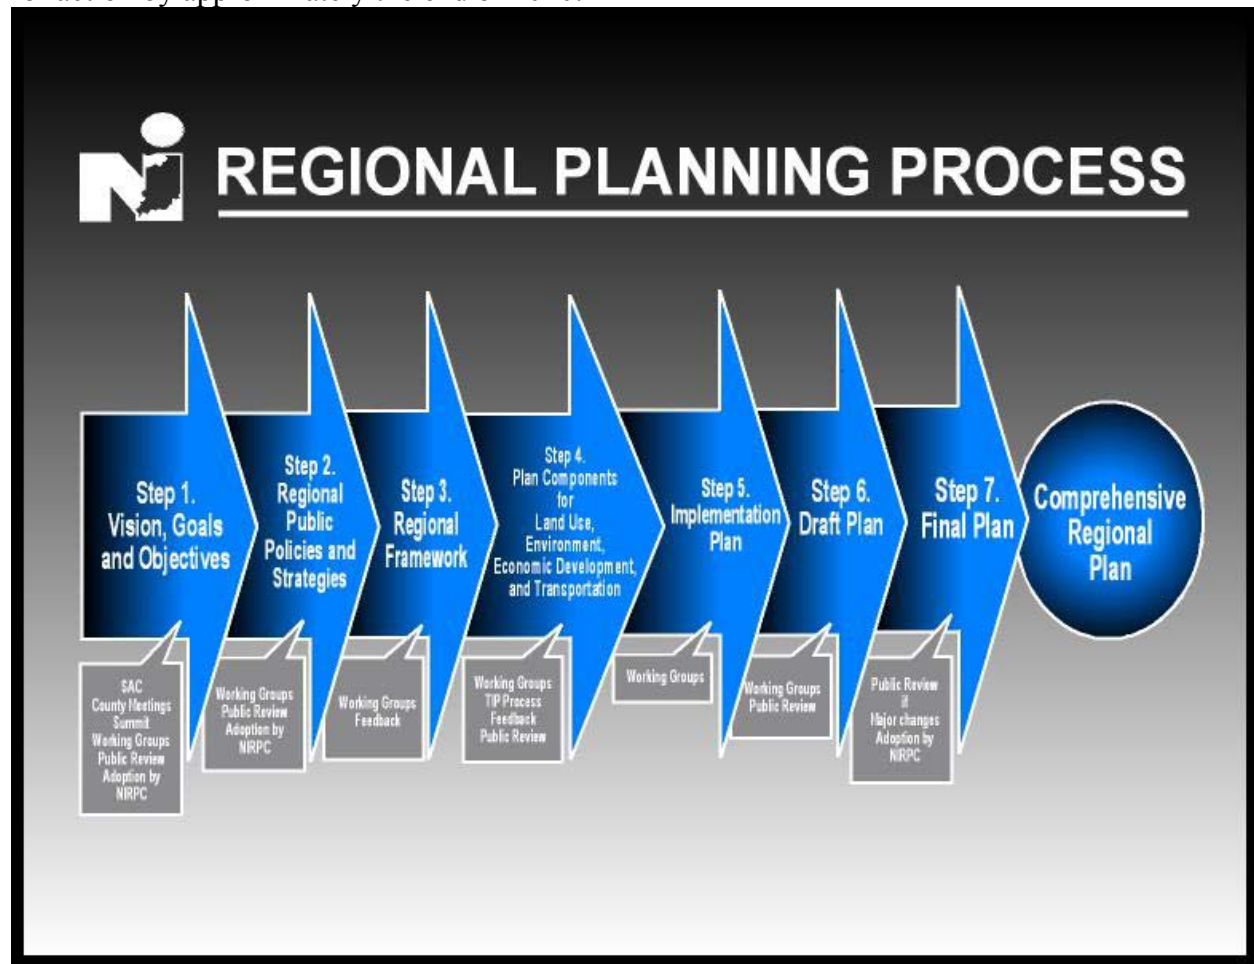 REGIONAL PLANNING PROCESS
Step 1.
Vision, Goals
and Objectives
Step 2.
Regional
Public
Policies and
Strategies
Step 3.
Regional
Framework
Step 4.
Plan Components
for
Land Use,
Environment,
Economic Development,
and Transportation
Step 5.
Implementation
Plan
Step 6.
Draft Plan
Step 7.
Final Plan
Comprehensive
Regional
Plan
SAC
County Meetings
Summit
Working Groups
Public Review
Adoption by
NIRPC
Working Groups
Public Review
Adoption by
NIRPC
Working Groups
Feedback
Working Groups
TIP Process
Feedback
Public Review
Working Groups
Working Groups
Public Review
Public Review
if
Major changes
Adoption by
NIRPC